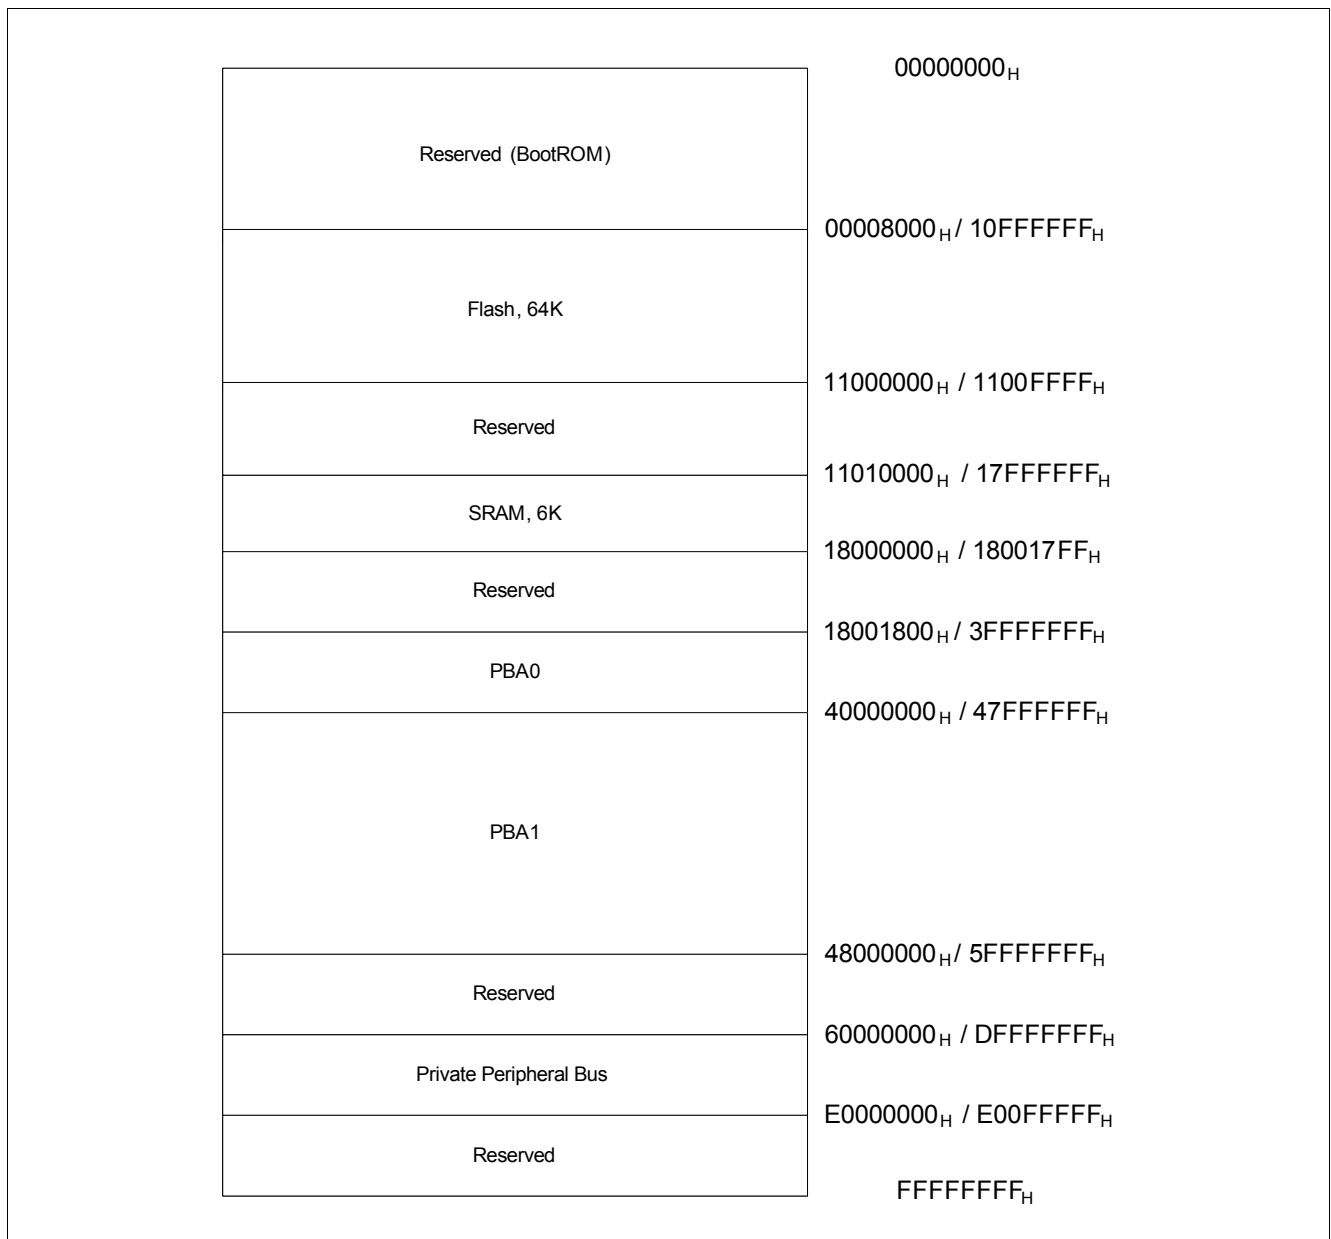 00000000H
Reserved (BootROM)
00008000H / 10FFFFFFH
Flash, 64K
11000000H / 1100FFFFH
Reserved
11010000H / 17FFFFFFH
SRAM, 6K
18000000H / 180017FFH
Reserved
18001800H / 3FFFFFFFH
PBA0
40000000H / 47FFFFFFH
PBA1
48000000H / 5FFFFFFFH
Reserved
60000000H / DFFFFFFFH
Private Peripheral Bus
E0000000H / E00FFFFFH
Reserved
FFFFFFFFH